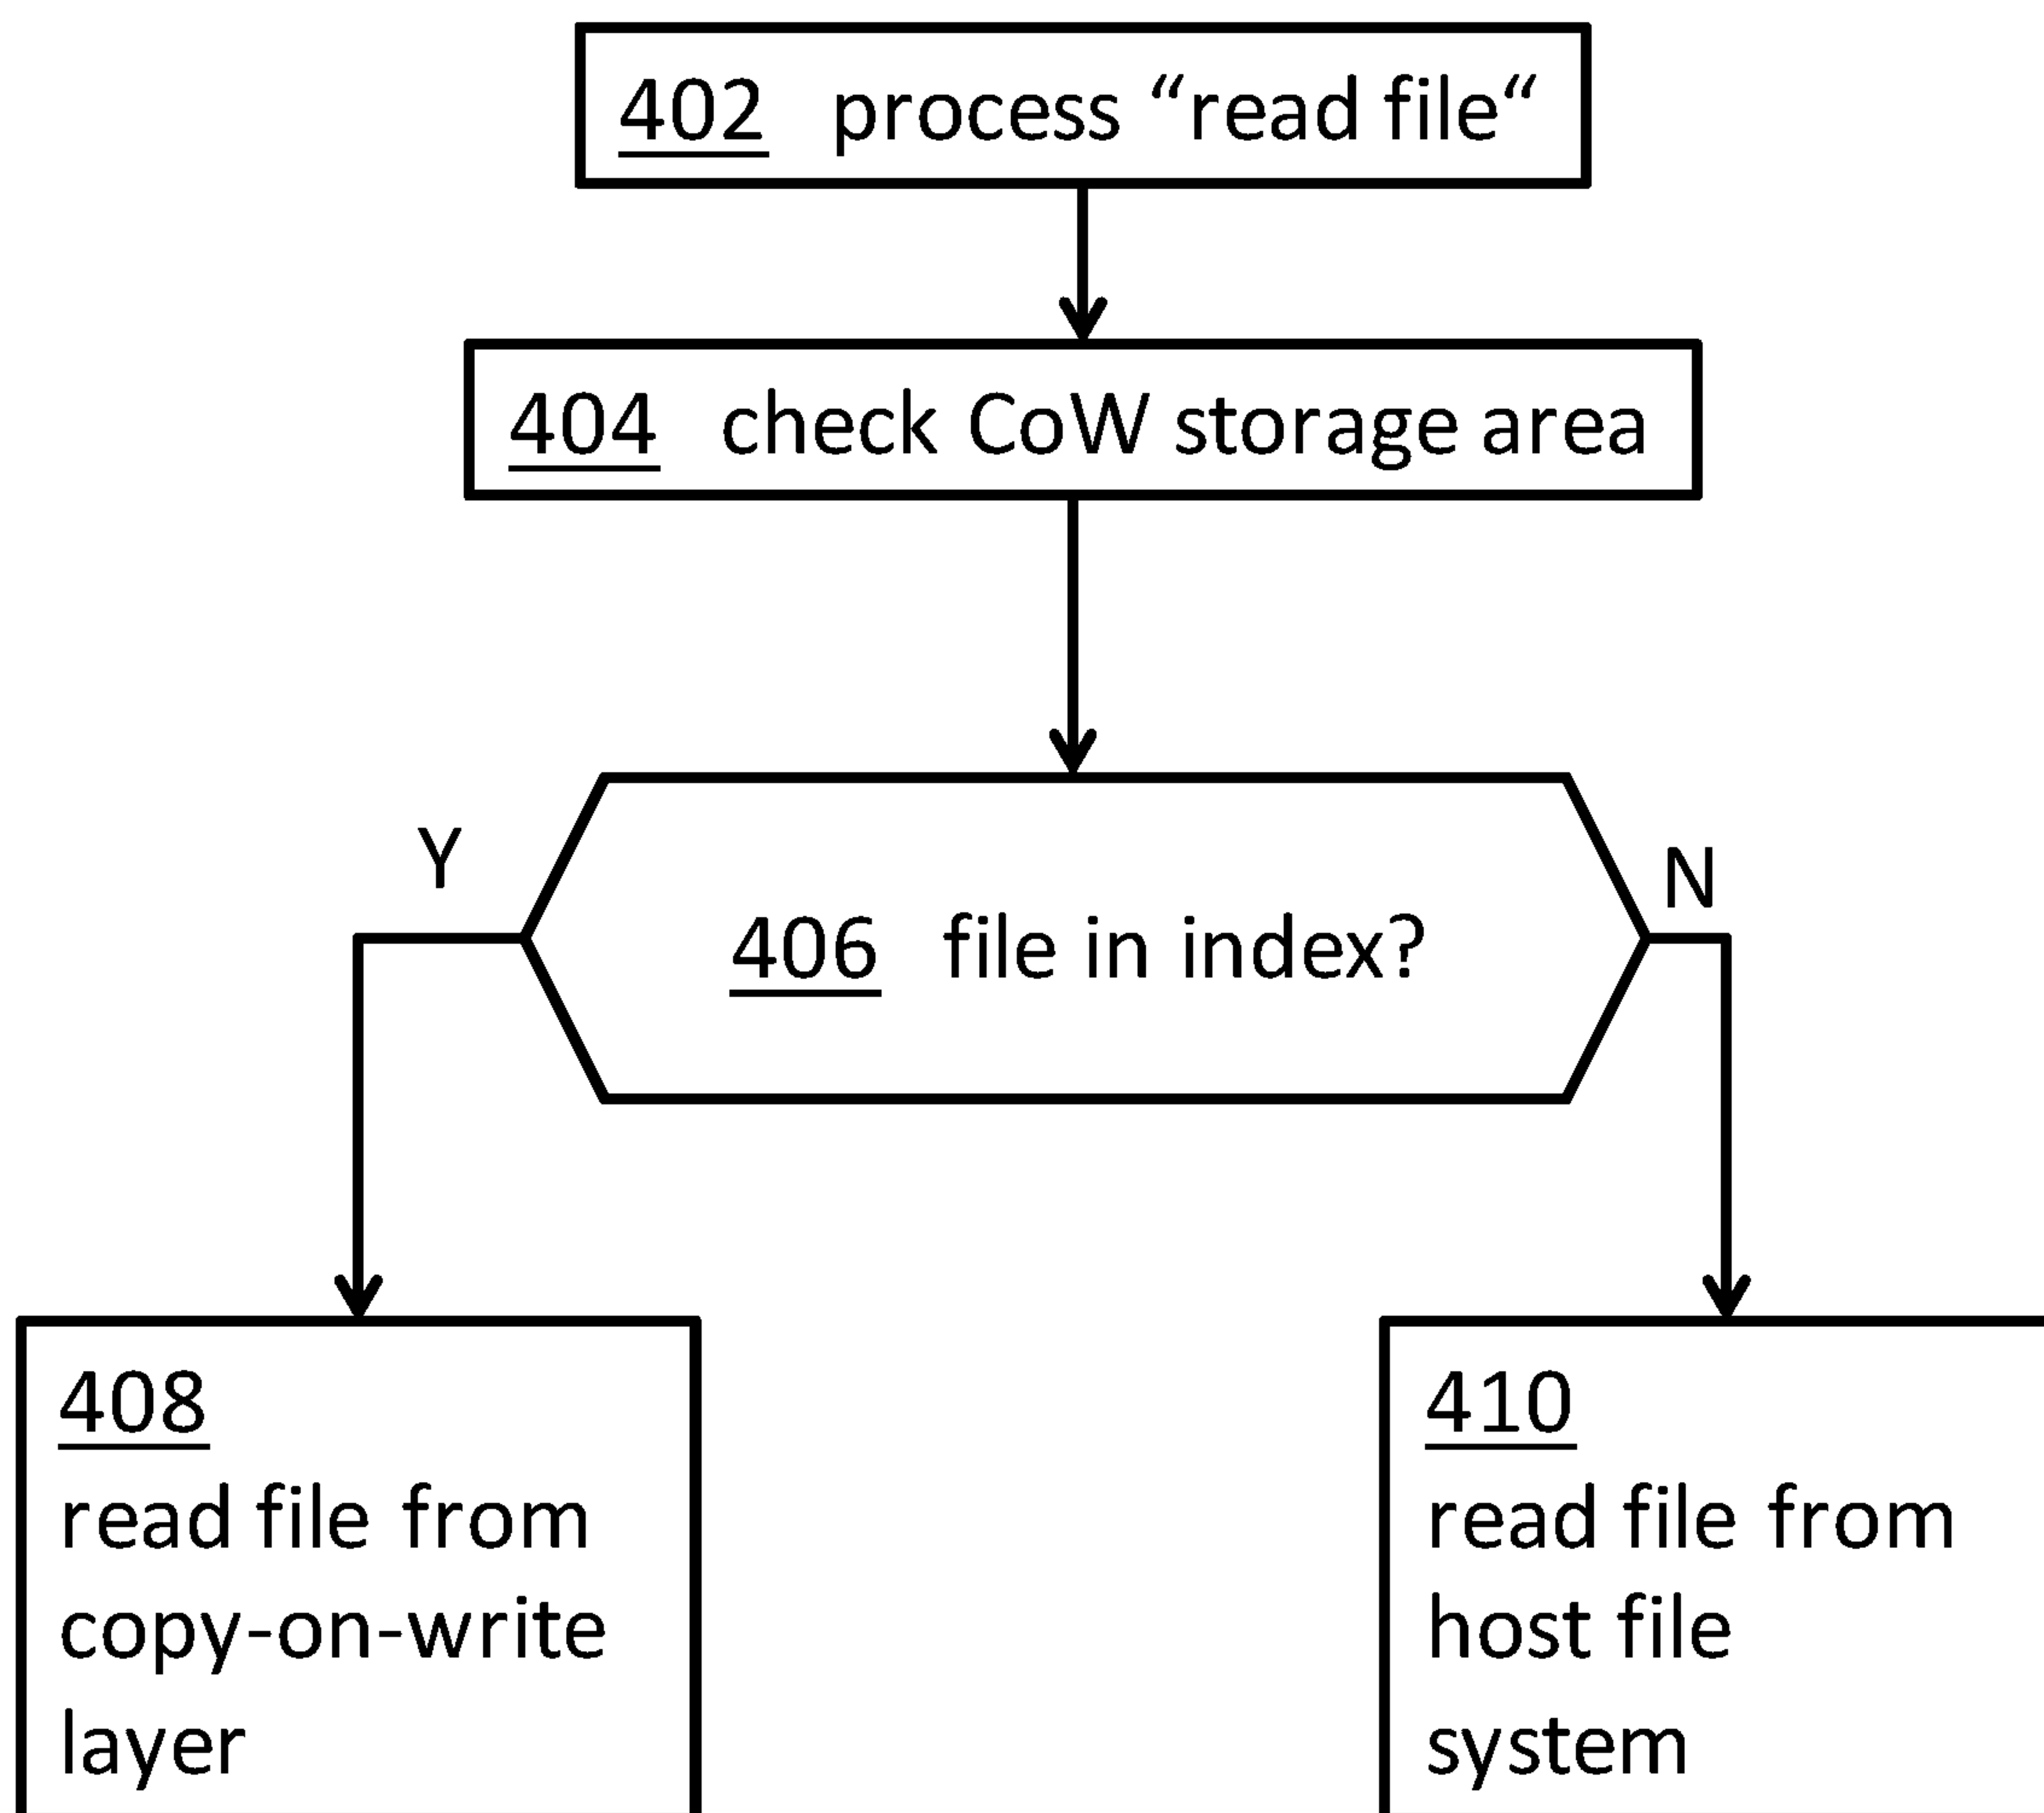 402 process “read file“
404 check CoW storage area
Y
N
406 file in index?
408
read file from
copy-on-write
layer
410
read file from
host file
system